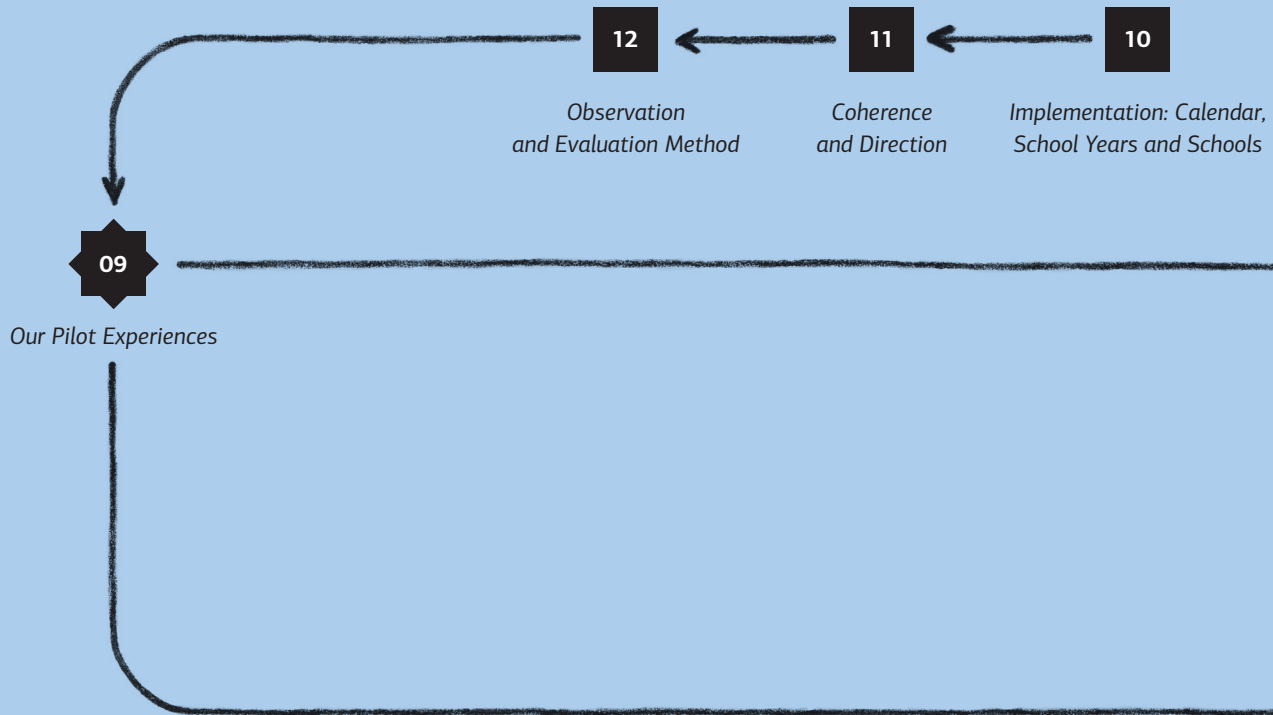 12
11
10
Observation
and Evaluation Method
Coherence
and Direction
Implementation: Calendar,
School Years and Schools
09
Our Pilot Experiences